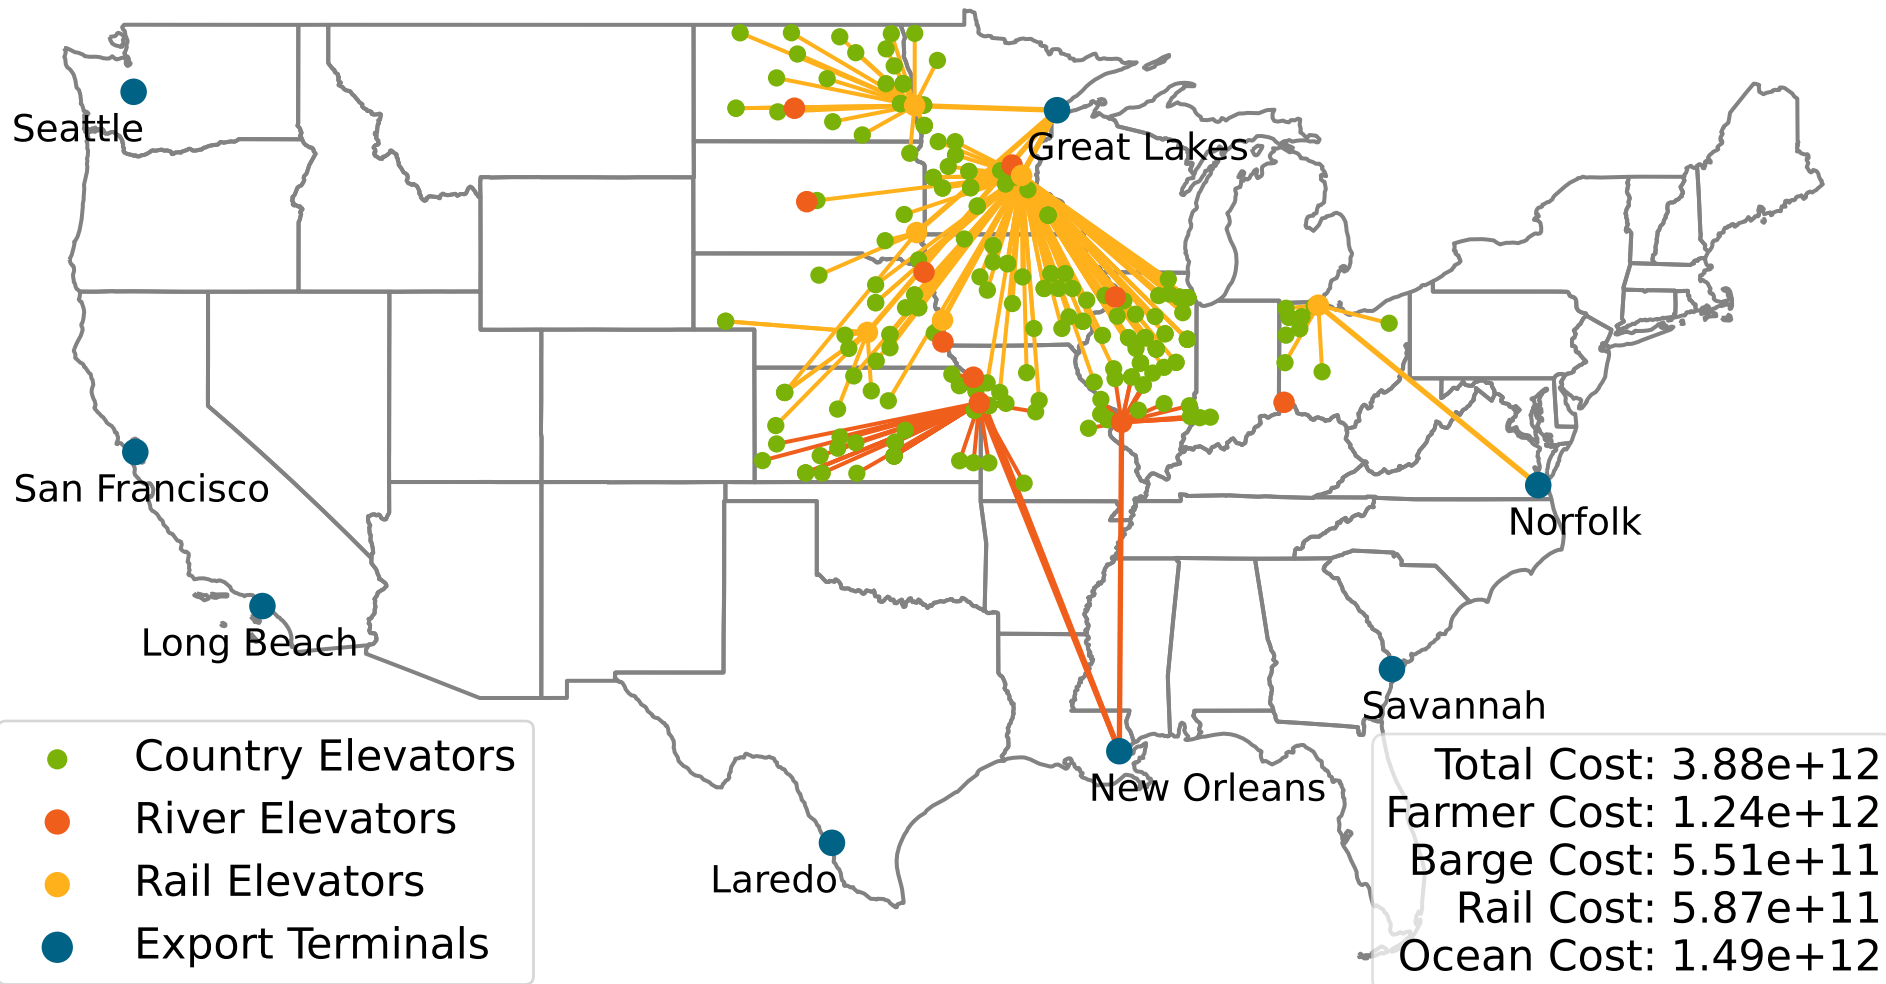 Seattle
Great Lakes
San Francisco
Norfolk
Long Beach
Savannah
New Orleans
Laredo
Country Elevators
River Elevators
Rail Elevators
Export Terminals
Total Cost: 3.88e+12
Farmer Cost: 1.24e+12
Barge Cost: 5.51e+11
Rail Cost: 5.87e+11
Ocean Cost: 1.49e+12